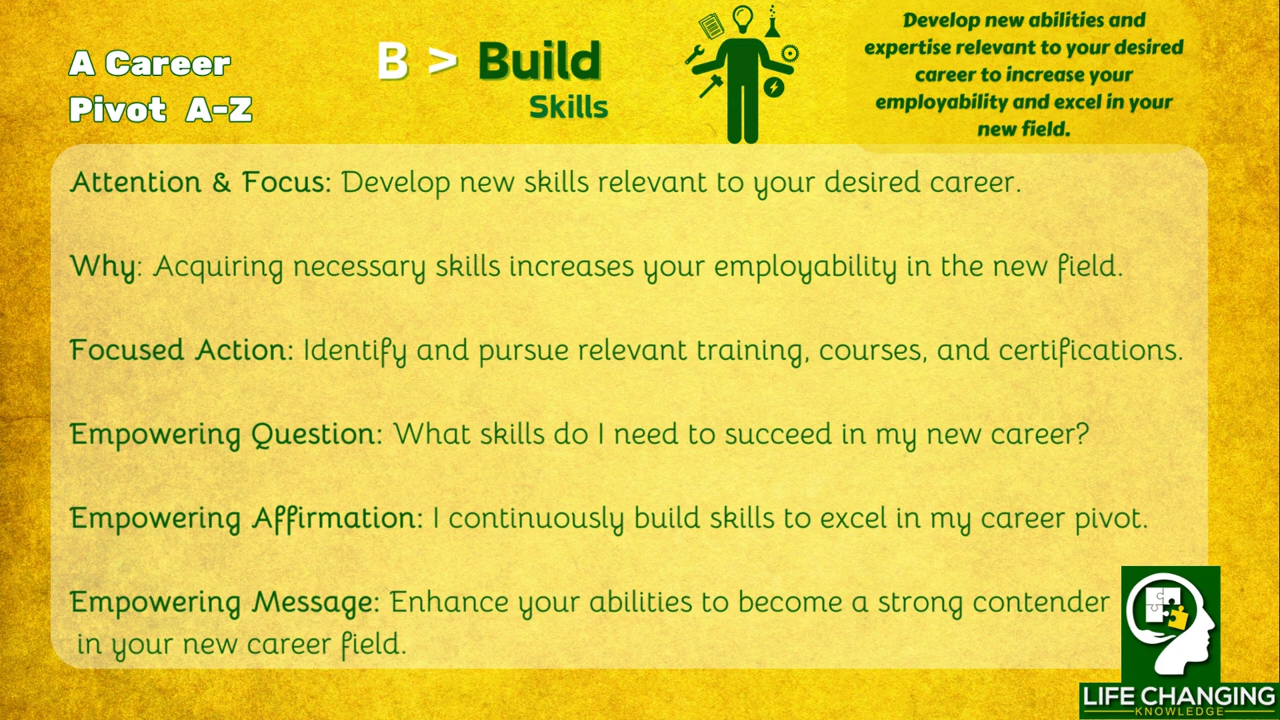 A Career
Pivot A-Z
B > Build
Skills
Develop new abilities and
expertise relevant to your desired
career to increase your
employability and excel in your
new field.
Attention & Focus: Develop new skills relevant to your desired career.
Why: Acquiring necessary skills increases your employability in the new field.
Focused Action: Identify and pursue relevant training, courses, and certifications.
Empowering Question: What skills do I need to succeed in my new career?
Empowering Affirmation: I continuously build skills to excel in my career pivot.
Empowering Message: Enhance your abilities to become a strong contender
in your new career field.
LIFE CHANGING
KNOWLEDGE